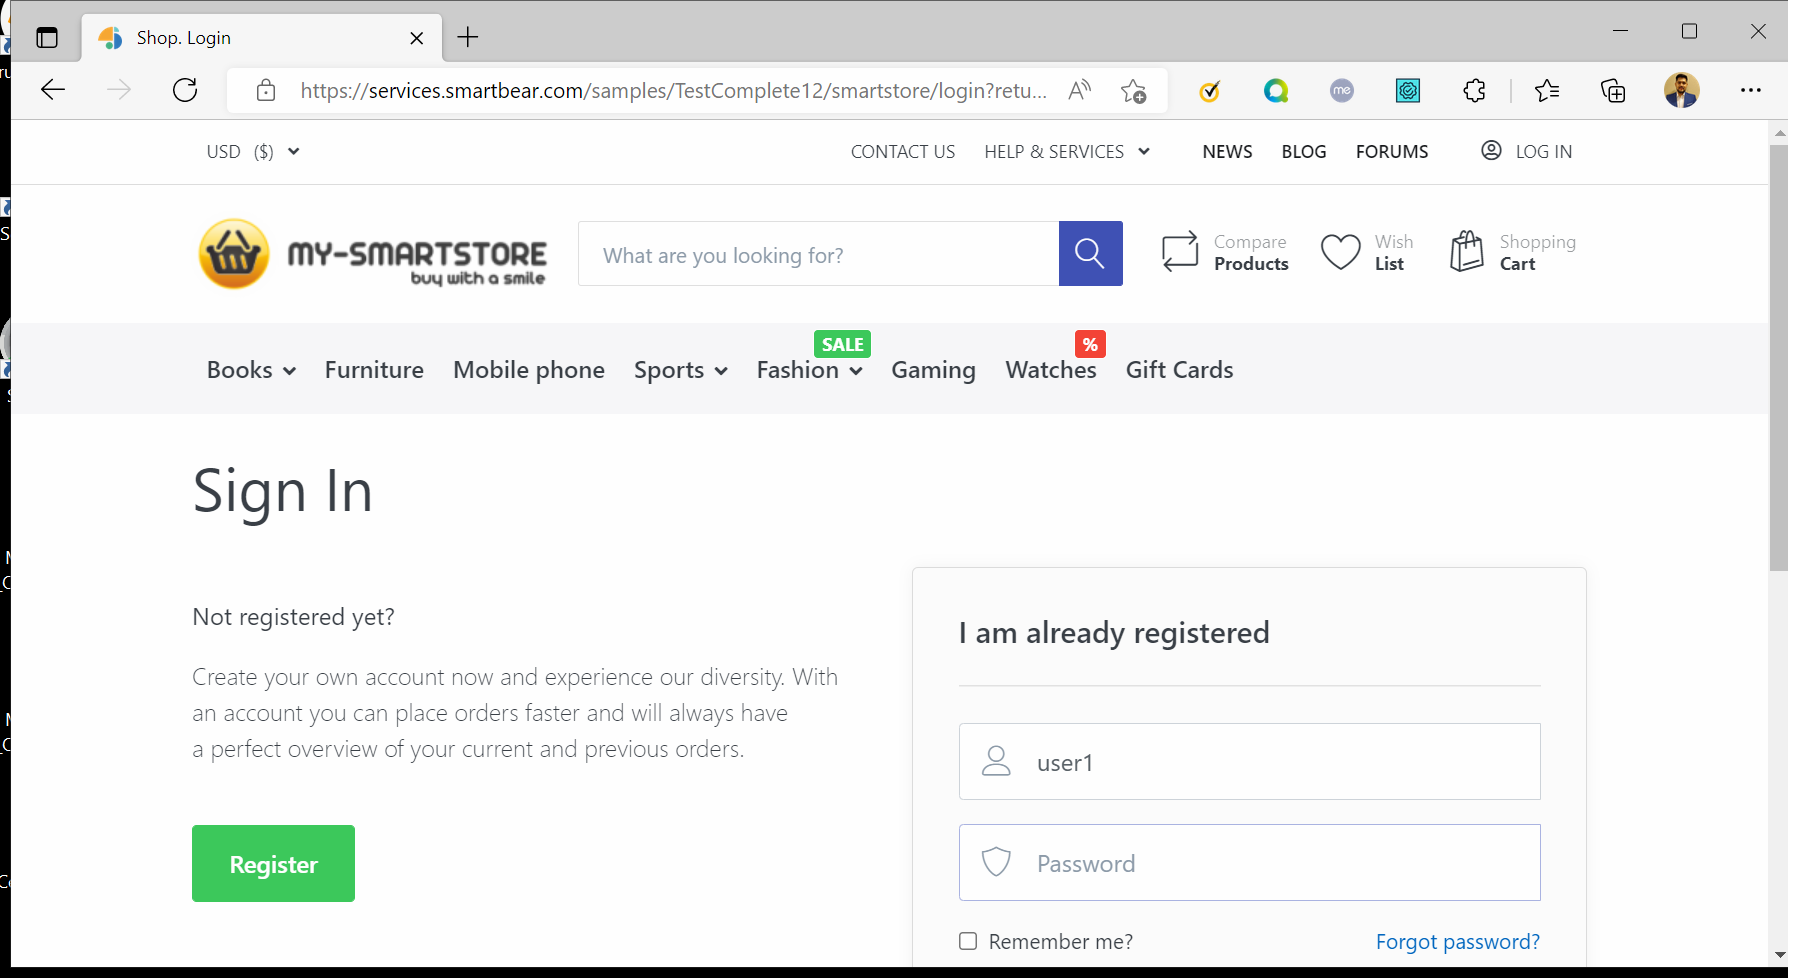 Shop. Login
https://services.smartbear.com/samples/TestComplete12/smartstore/login?retu...
me
USD ($)
CONTACT US
HELP & SERVICES
NEWS
BLOG
FORUMS
LOG IN
MY-SMARTSTORE
buy with a smile
What are you looking for?
Compare
Products
Wish
List
Shopping
Cart
SALE
%
Books
Furniture
Mobile phone
Sports
Fashion
Gaming
Watches
Gift Cards
Sign In
Not registered yet?
Create your own account now and experience our diversity. With
an account you can place orders faster and will always have
a perfect overview of your current and previous orders.
Register
I am already registered
user1
Password
Remember me?
Forgot password?